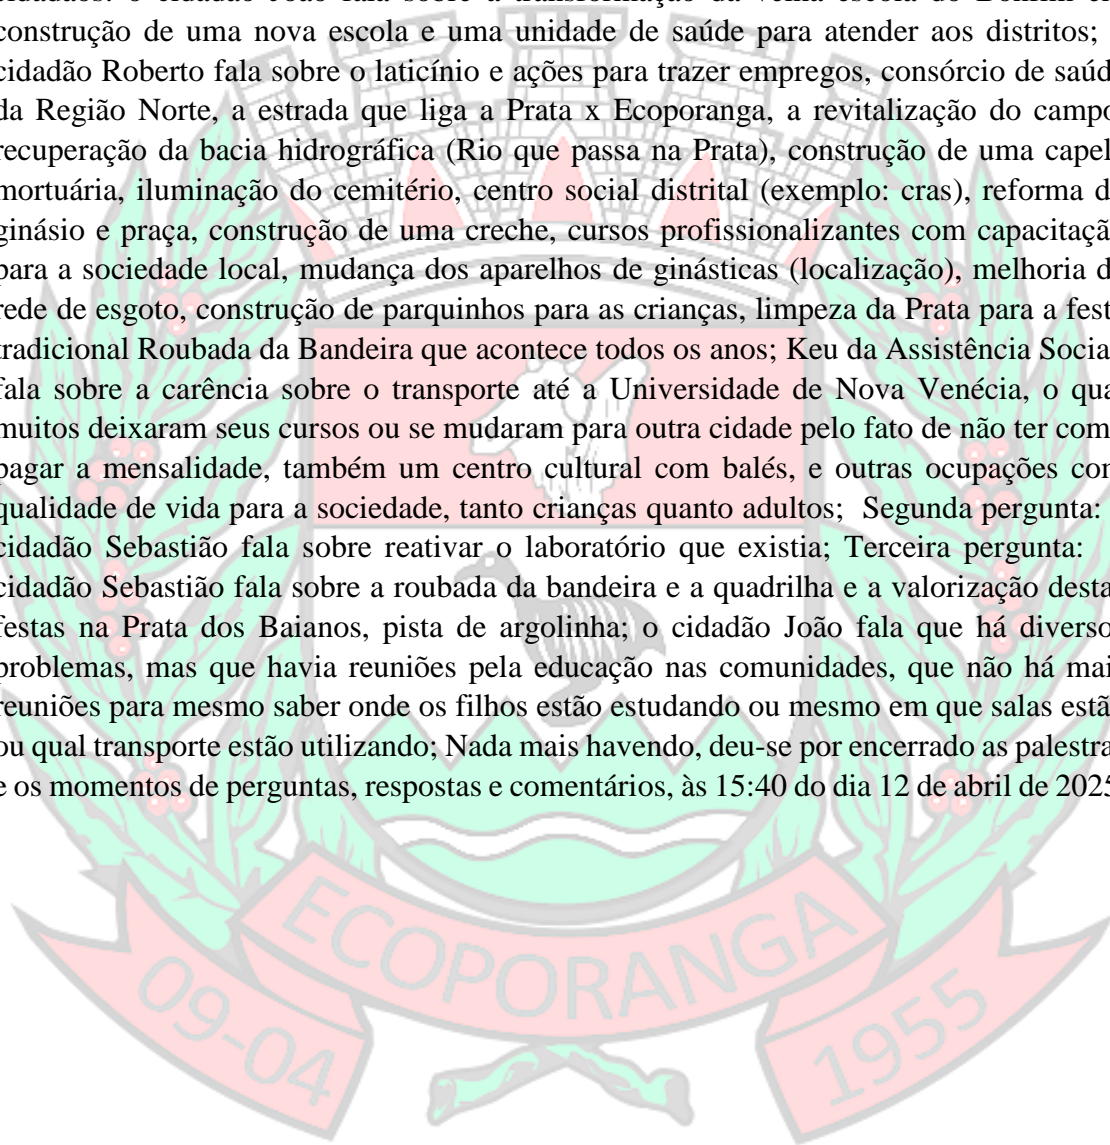 construção de uma nova escola e uma unidade de saúde para atender aos distritos;
cidadão Roberto fala sobre o laticínio e ações para trazer empregos, consórcio de saúd
da Região Norte, a estrada que liga a Prata x Ecoporanga, a revitalização do campo
recuperação da bacia hidrográfica (Rio que passa na Prata), construção de uma capel
mortuária, iluminação do cemitério, centro social distrital (exemplo: cras), reforma d
ginásio e praça, construção de uma creche, cursos profissionalizantes com capacitaçã
para a sociedade local, mudança dos aparelhos de ginásticas (localização), melhoria d
rede de esgoto, construção de parquinhos para as crianças, limpeza da Prata para a fest
tradicional Roubada da Bandeira que acontece todos os anos; Keu da Assistência Socia
fala sobre a carência sobre o transporte até a Universidade de Nova Venécia, o qua
muitos deixaram seus cursos ou se mudaram para outra cidade pelo fato de não ter com
pagar a mensalidade, também um centro cultural com balés, e outras ocupações con
qualidade de vida para a sociedade, tanto crianças quanto adultos; Segunda pergunta:
cidadão Sebastião fala sobre reativar o laboratório que existia; Terceira pergunta:
cidadão Sebastião fala sobre a roubada da bandeira e a quadrilha e a valorização desta
festas na Prata dos Baianos, pista de argolinha; o cidadão João fala que há diverso
problemas, mas que havia reuniões pela educação nas comunidades, que não há mai
reuniões para mesmo saber onde os filhos estão estudando ou mesmo em que salas estã
ou qual transporte estão utilizando; Nada mais havendo, deu-se por encerrado as palestra
e os momentos de perguntas, respostas e comentários, às 15:40 do dia 12 de abril de 2025
ECOPORANGA
09-04
1955